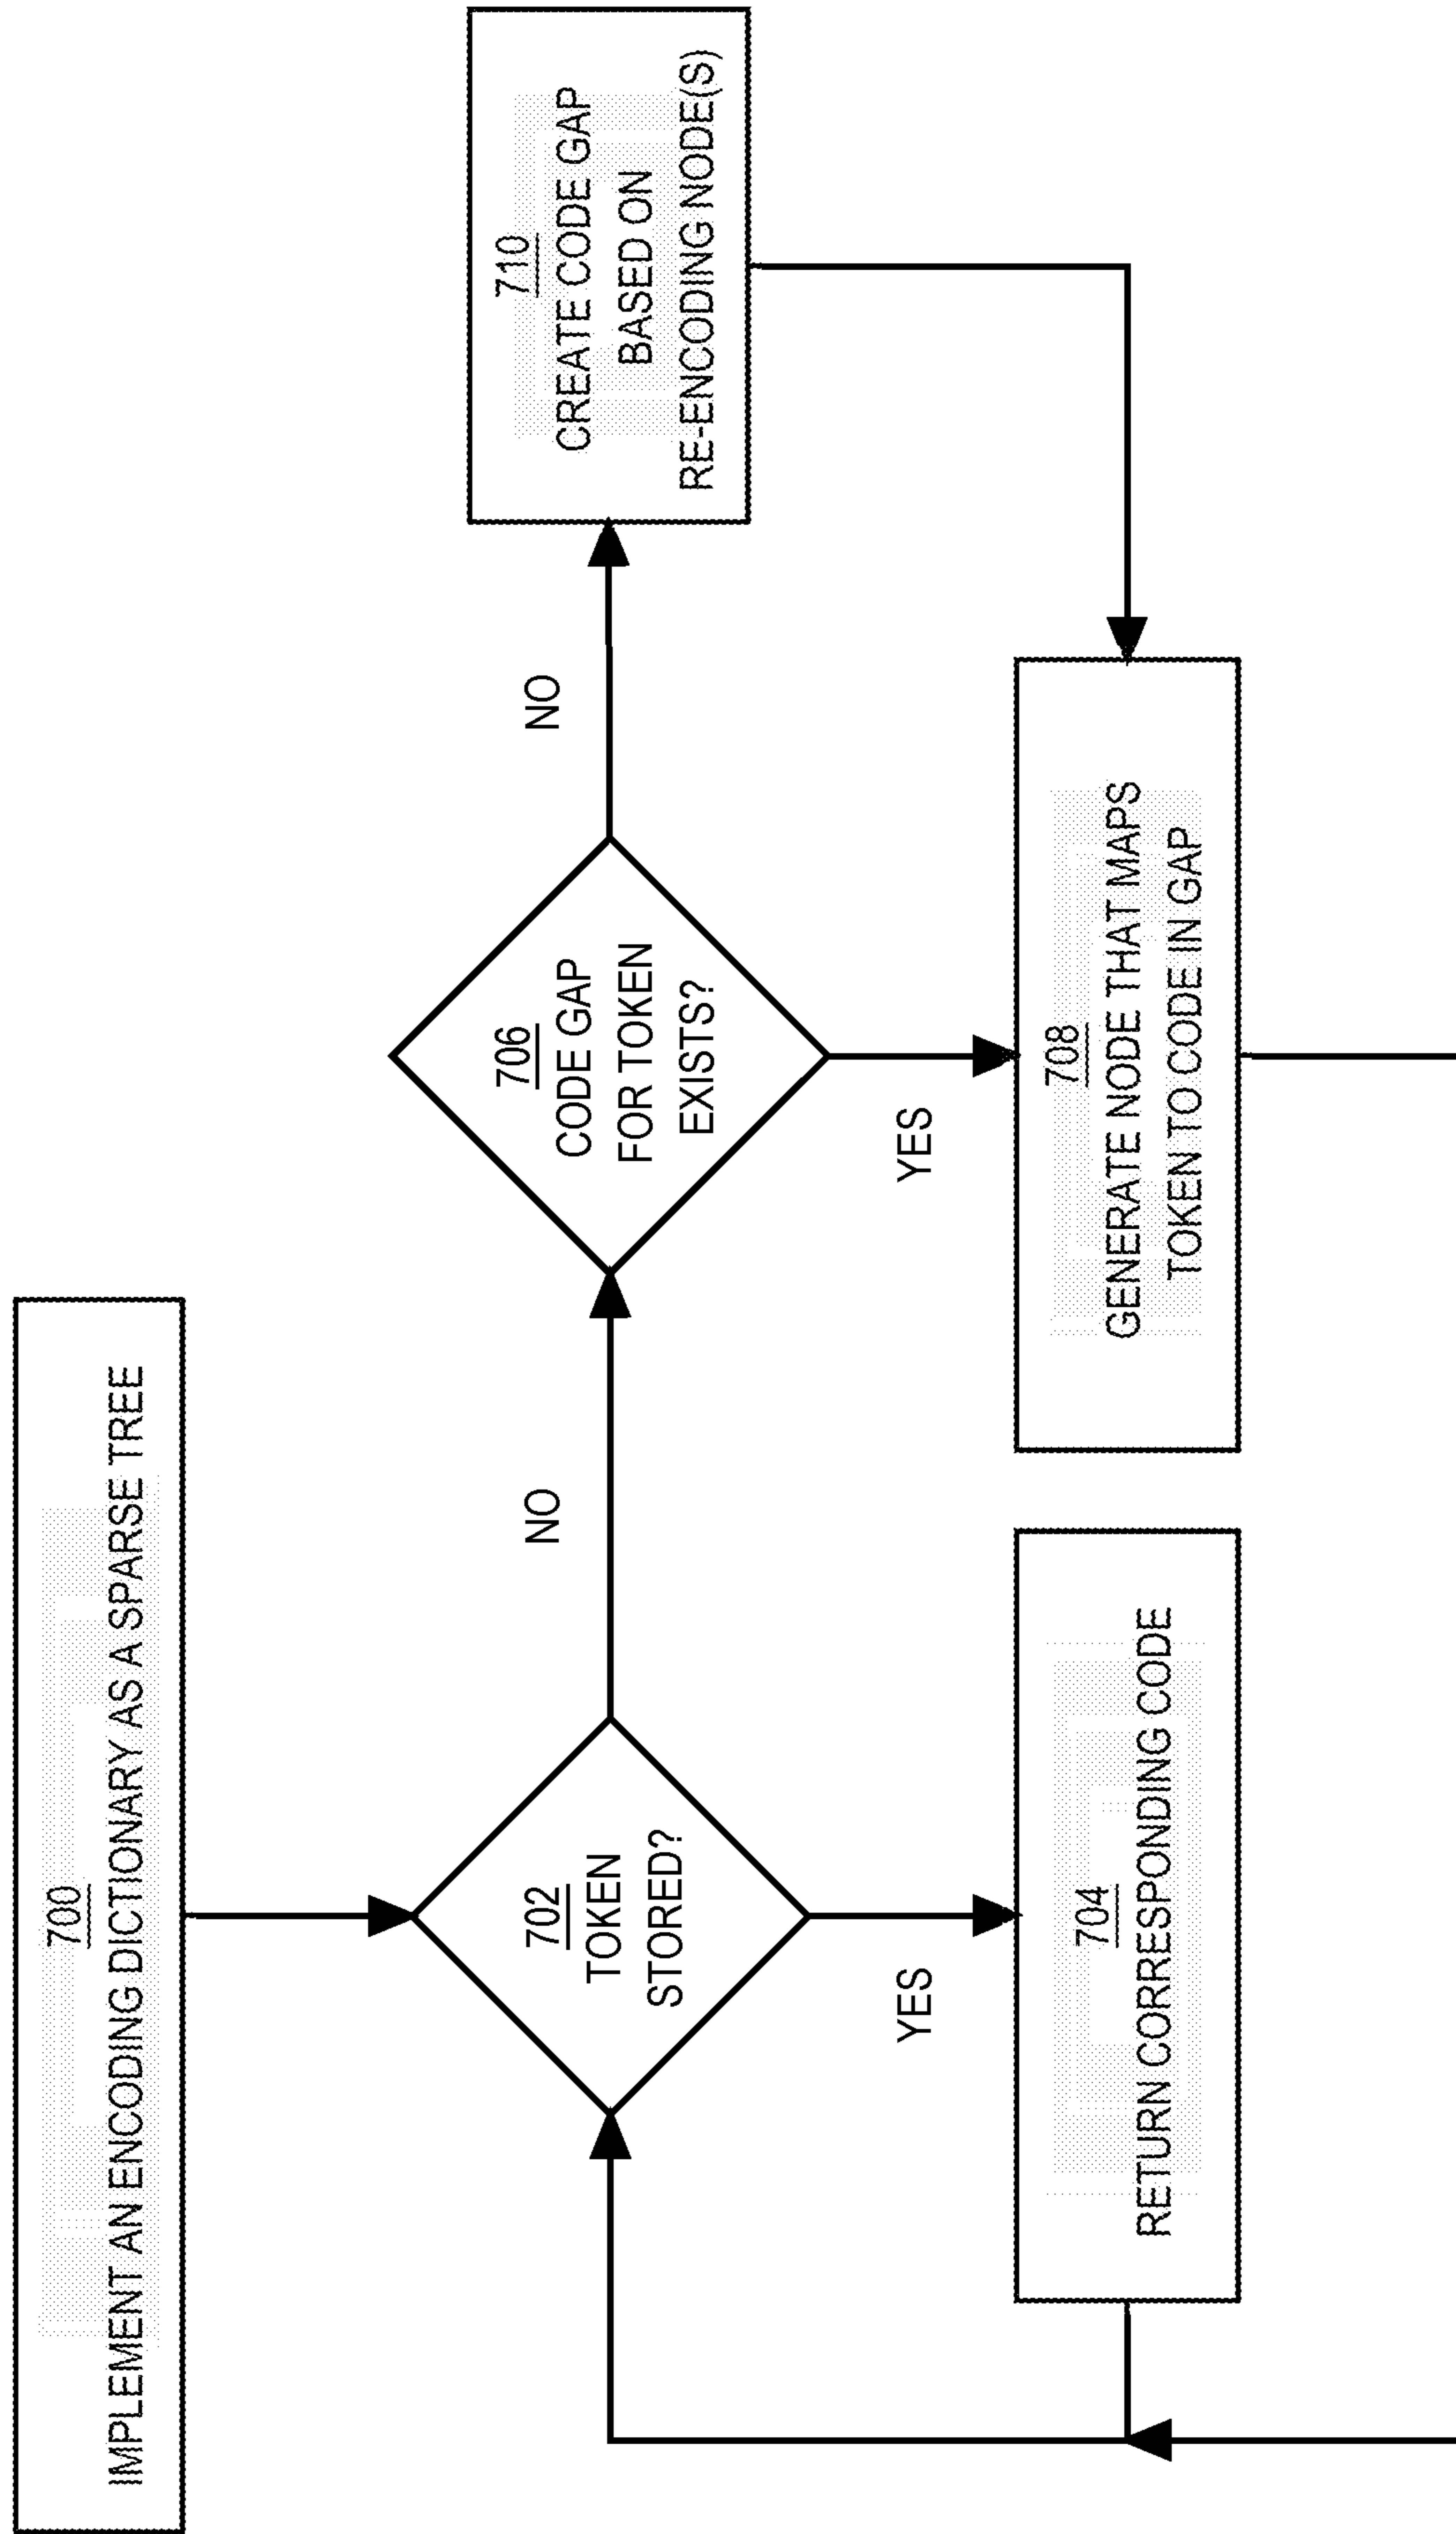 700
IMPLEMENT AN ENCODING DICTIONARY AS A SPARSE TREE
702
TOKEN
STORED?
NO
706
CODE GAP
FOR TOKEN
EXISTS?
NO
710
CREATE CODE GAP
BASED ON
RE-ENCODING NODE(S)
YES
YES
704
RETURN CORRESPONDING CODE
708
GENERATE NODE THAT MAPS
TOKEN TO CODE IN GAP